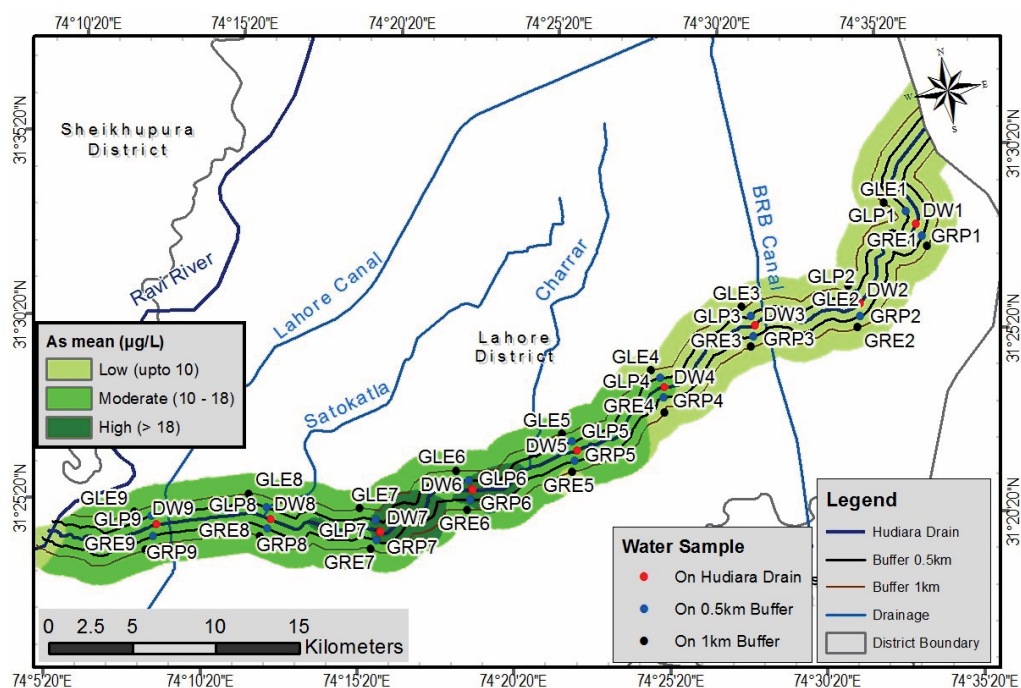 74°10'20"E 74°15'20"E 74°20'20"E 74°25'20"E 74°30'20"E 74°35'20"E
Sheikhupura
District
31°35'20"N
31°30'20"N
31°25'20"N
31°30'20"N
31°25'20"N
31°20'20"N
N
W
E
S
Ravi River
Lahore Canal
Satokatla
Charrar
BRB Canal
Lahore
District
GLE1
GLP1
DW1
GRE1
GRP1
GLP2
GLE2
DW2
GRP2
GRE2
GLE3
GLP3
DW3
GRE3
GRP3
GLE4
GLP4
DW4
GRE4
GRP4
GLE5
GLP5
DW5
GRP5
GRE5
GLE6
GLP6
DW6
GRP6
GRE6
GLE7
GLP7
DW7
GRP7
GRE7
GLE8
GLP8
DW8
GRE8
GRP8
GLE9
GLP9
DW9
GRE9
GRP9
As mean (µg/L)
Low (upto 10)
Moderate (10 - 18)
High (> 18)
0 2.5 5 10 15
Kilometers
Water Sample
On Hudiara Drain
On 0.5km Buffer
On 1km Buffer
Legend
Hudiara Drain
Buffer 0.5km
Buffer 1km
Drainage
District Boundary
74°5'20"E 74°10'20"E 74°15'20"E 74°20'20"E 74°25'20"E 74°30'20"E 74°35'20"E